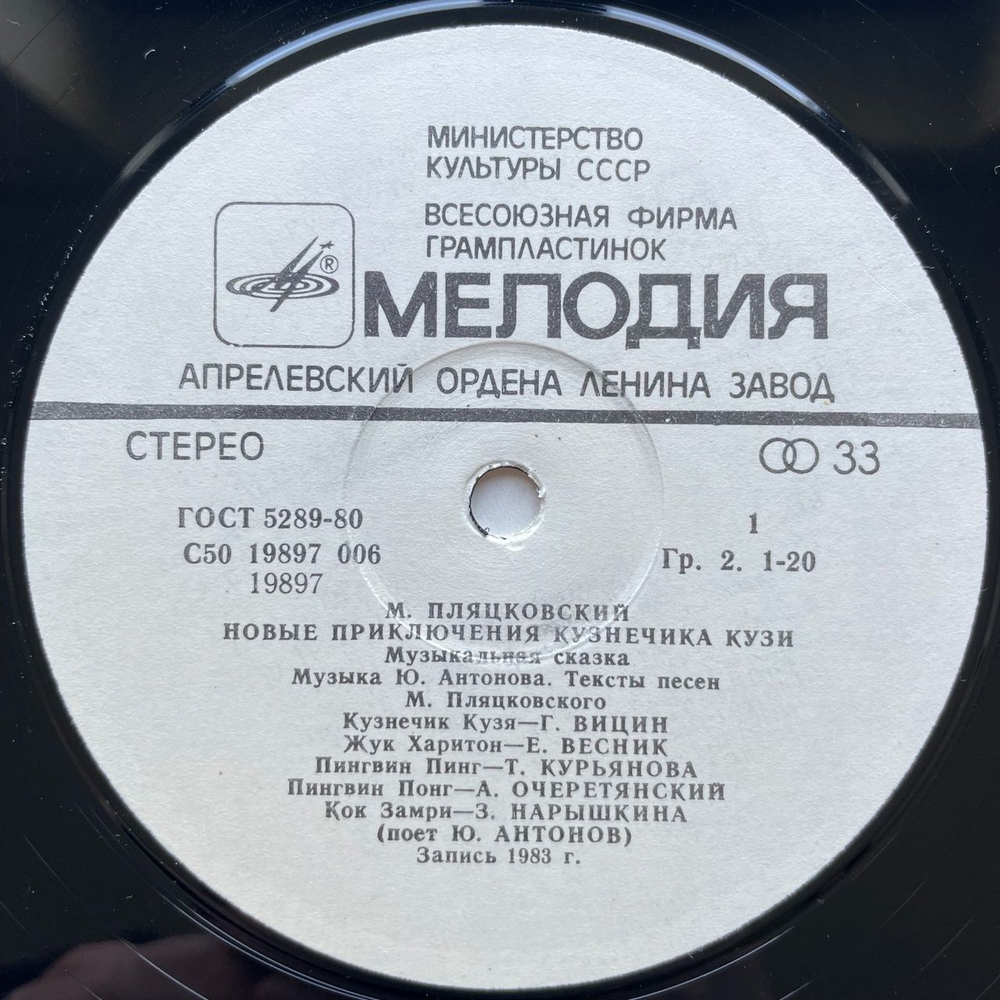 МИНИСТЕРСТВО
КУЛЬТУРЫ СССР
ВСЕСОЮЗНАЯ ФИРМА
ГРАМПЛАСТИНОК
®
МЕЛОДИЯ
АПРЕЛЕВСКИЙ ОРДЕНА ЛЕНИНА ЗАВОД
СТЕРЕО 33
ГОСТ 5289-80 1
С50 19897 006 Гр. 2. 1-20
19897
М. ПЛЯЦКОВСКИЙ
НОВЫЕ ПРИКЛЮЧЕНИЯ КУЗНЕЧИКА КУЗИ
Музыкальная сказка
Музыка Ю. Антонова. Тексты песен
М. Пляцковского
Кузнечик Кузя—Г. ВИЦИН
Жук Харитон—Е. ВЕСНИК
Пингвин Пинг—Т. КУРЬЯНОВА
Пингвин Понг—А. ОЧЕРЕТЯНСКИЙ
Кок Замри—З. НАРЫШКИНА
(поет Ю. АНТОНОВ)
Запись 1983 г.